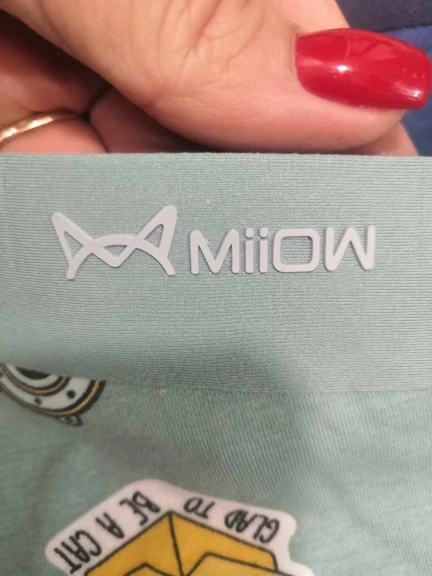 MiiOW
GLAD TO
BE A CAT